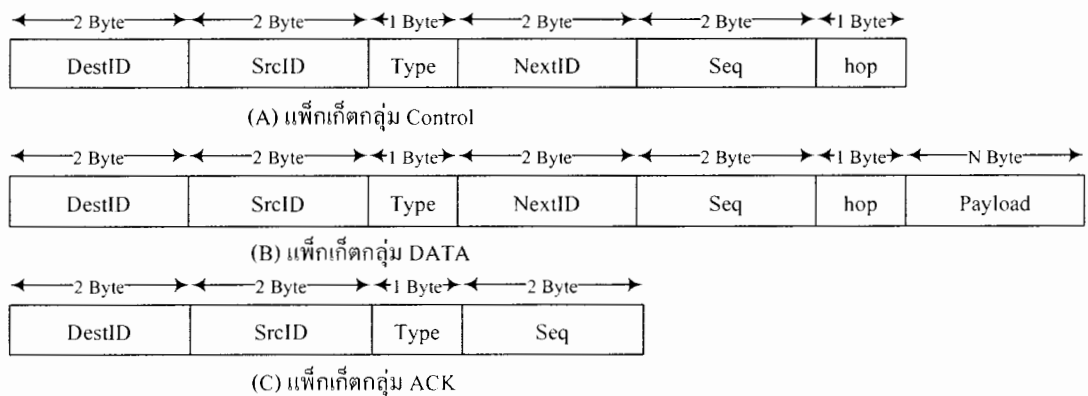 2 Byte 2 Byte 1 Byte 2 Byte 2 Byte 1 Byte
DestID SrcID Type NextID Seq hop
(A) แพ็กเก็ตกลุ่ม Control
2 Byte 2 Byte 1 Byte 2 Byte 2 Byte 1 Byte N Byte
DestID SrcID Type NextID Seq hop Payload
(B) แพ็กเก็ตกลุ่ม DATA
2 Byte 2 Byte 1 Byte 2 Byte
DestID SrcID Type Seq
(C) แพ็กเก็ตกลุ่ม ACK